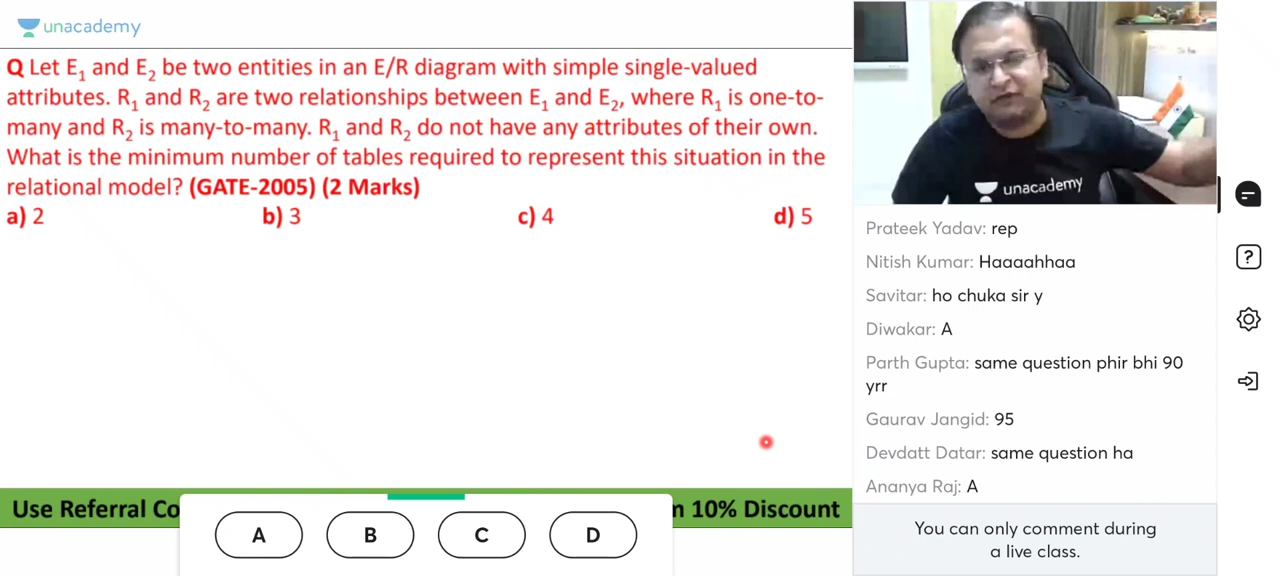 unacademy
Q Let E₁ and E₂ be two entities in an E/R diagram with simple single-valued
attributes. R₁ and R₂ are two relationships between E₁ and E₂, where R₁ is one-to-
many and R₂ is many-to-many. R₁ and R₂ do not have any attributes of their own.
What is the minimum number of tables required to represent this situation in the
relational model? (GATE-2005) (2 Marks)
a) 2 b) 3 c) 4 d) 5
unacademy
Prateek Yadav: rep
Nitish Kumar: Haaaahhaa
Savitar: ho chuka sir y
Diwakar: A
Parth Gupta: same question phir bhi 90
yrr
Gaurav Jangid: 95
Devdatt Datar: same question ha
Ananya Raj: A
You can only comment during
a live class.
Use Referral Co 10% Discount
A B C D
?